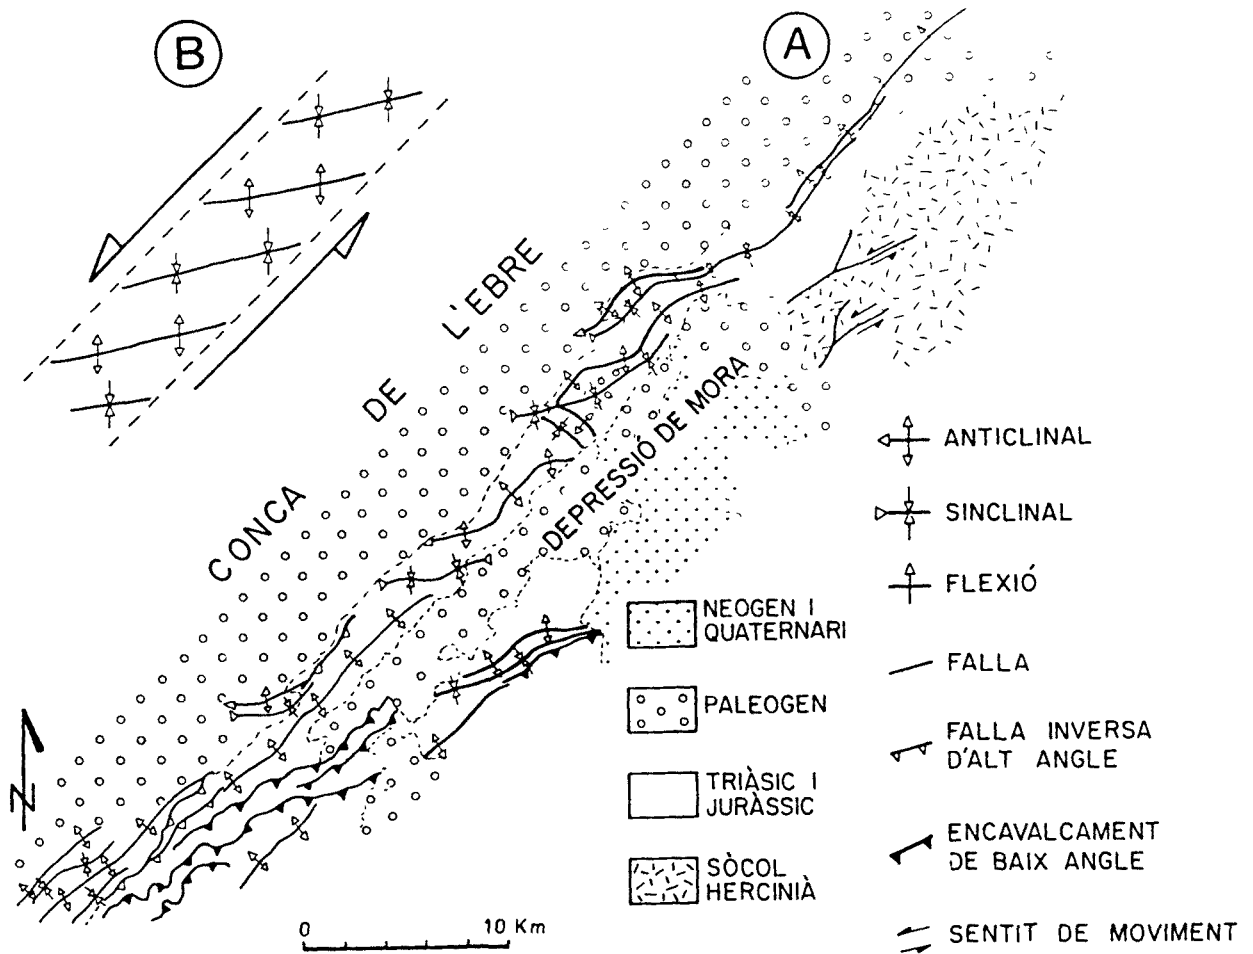 B
A
CONCA DE L'EBRE
DEPRESSIÓ DE MORA
N
0 10 Km
NEOGEN I
QUATERNARI
PALEOGEN
TRIÀSIC I
JURÀSSIC
SÒCOL
HERCINIÀ
ANTICLINAL
SINCLINAL
FLEXIÓ
FALLA
FALLA INVERSA
D'ALT ANGLE
ENCAVALCAMENT
DE BAIX ANGLE
SENTIT DE MOVIMENT